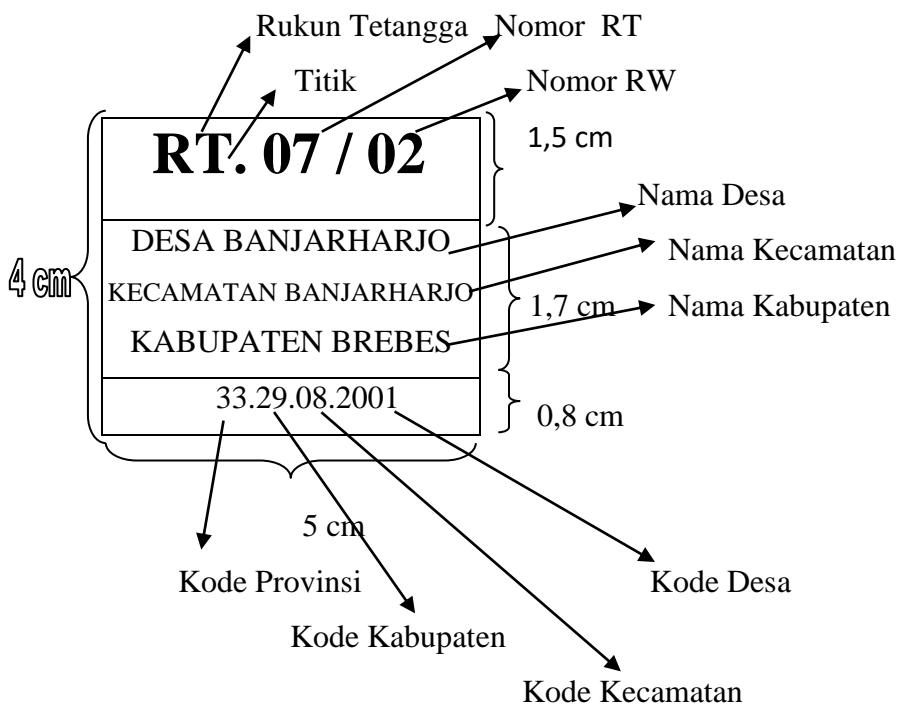 Rukun Tetangga Nomor RT
Titik Nomor RW
RT. 07 / 02
1,5 cm
Nama Desa
DESA BANJARHARJO
Nama Kecamatan
KECAMATAN BANJARHARJO
4 cm
1,7 cm
Nama Kabupaten
KABUPATEN BREBES
33.29.08.2001
0,8 cm
5 cm
Kode Provinsi
Kode Desa
Kode Kabupaten
Kode Kecamatan